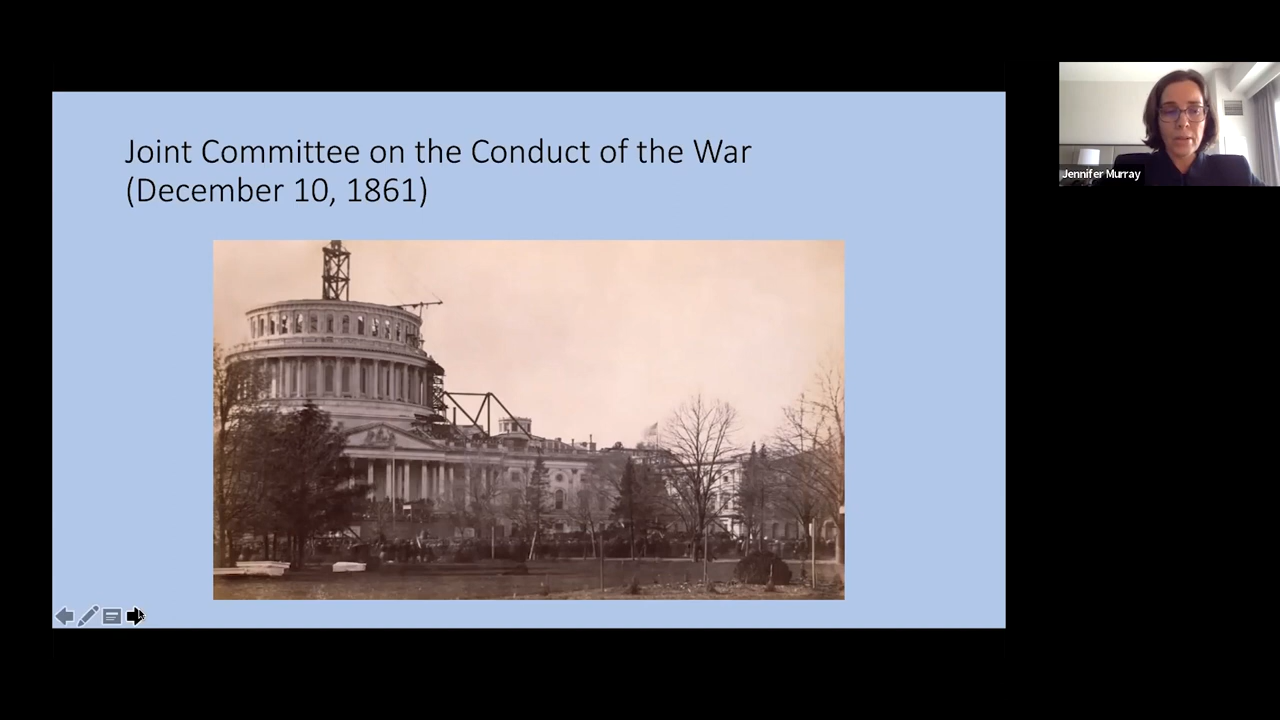 Joint Committee on the Conduct of the War
(December 10, 1861)
Jennifer Murray